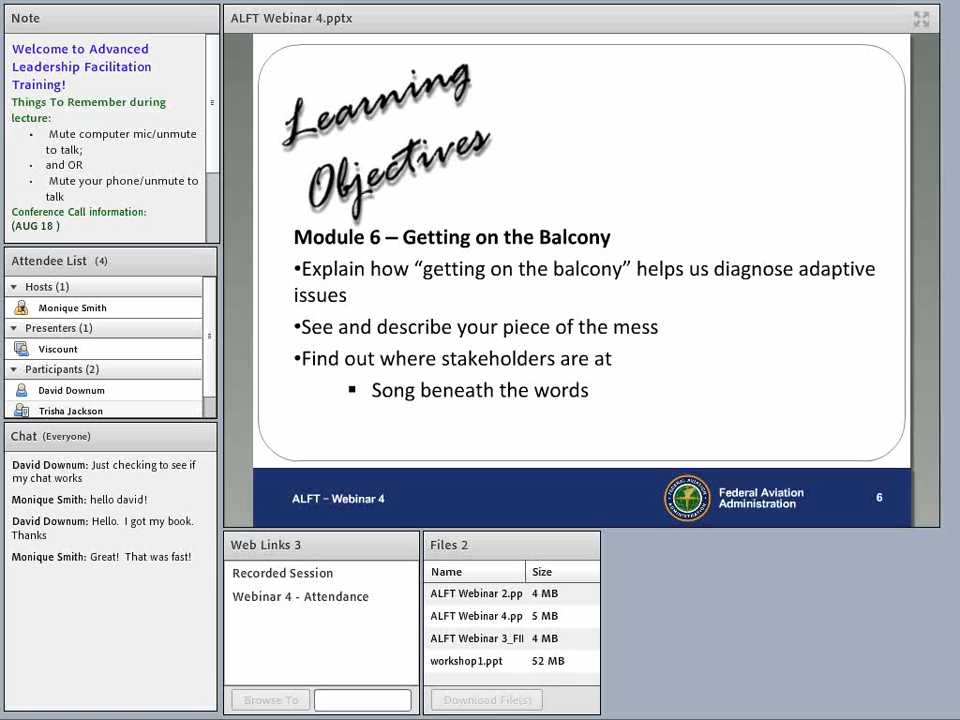 Note
Welcome to Advanced
Leadership Facilitation
Training!
Things To Remember during
lecture:
• Mute computer mic/unmute
to talk;
• and OR
• Mute your phone/unmute to
talk
Conference Call information:
(AUG 18 )
Attendee List (4)
Hosts (1)
Monique Smith
Presenters (1)
Viscount
Participants (2)
David Downum
Trisha Jackson
Chat (Everyone)
David Downum: Just checking to see if
my chat works
Monique Smith: hello david!
David Downum: Hello. I got my book.
Thanks
Monique Smith: Great! That was fast!
ALFT Webinar 4.pptx
Learning
Objectives
Module 6 – Getting on the Balcony
•Explain how “getting on the balcony” helps us diagnose adaptive
issues
•See and describe your piece of the mess
•Find out where stakeholders are at
▪ Song beneath the words
ALFT – Webinar 4
Federal Aviation
Administration
6
Web Links 3
Recorded Session
Webinar 4 - Attendance
Browse To
Files 2
Name Size
ALFT Webinar 2.pp 4 MB
ALFT Webinar 4.pp 5 MB
ALFT Webinar 3_FII 4 MB
workshop1.ppt 52 MB
Download File(s)